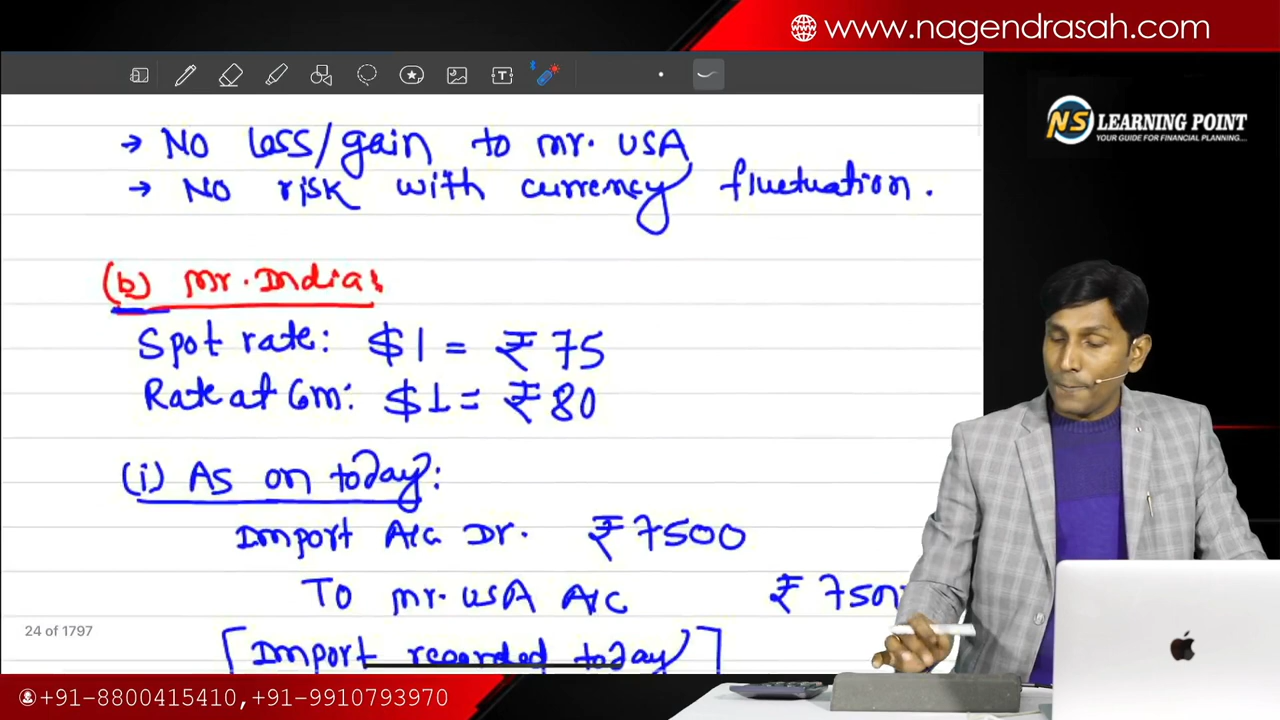 www.nagendrasah.com
NS LEARNING POINT
YOUR GUIDE FOR FINANCIAL PLANNING....
→ No loss/gain to Mr. USA
→ No risk with currency fluctuation.
(b) Mr. India:
Spot rate: $1 = ₹75
Rate at 6m: $1 = ₹80
(i) As on today:
Import A/c Dr. ₹7500
To Mr. USA A/c ₹750
[Import recorded today]
24 of 1797
+91-8800415410,+91-9910793970